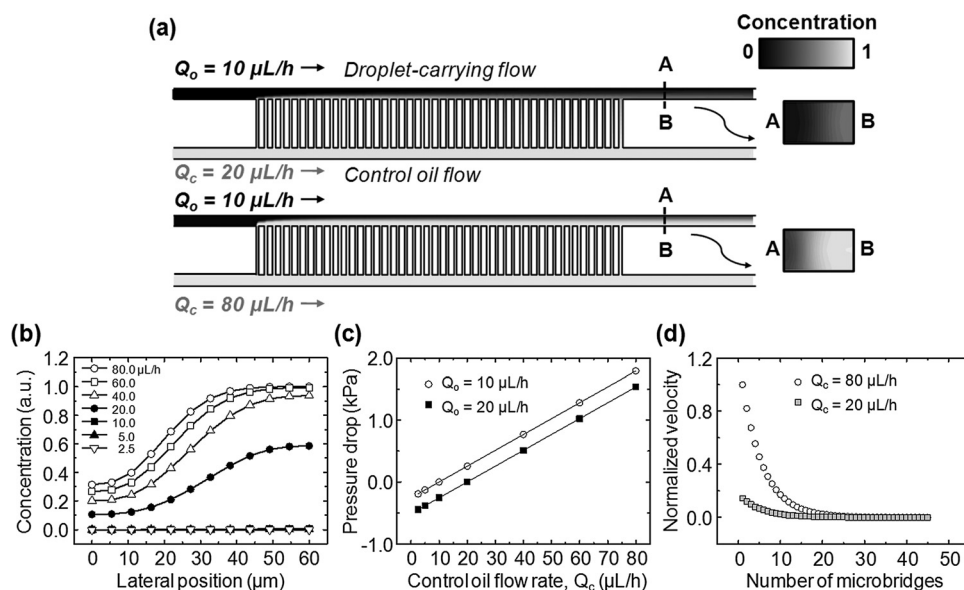 (a)
Concentration
0 1
Qo = 10 µL/h → Droplet-carrying flow
A
B
A B
Qc = 20 µL/h → Control oil flow
Qo = 10 µL/h →
A
B
A B
Qc = 80 µL/h →
(b)
Concentration (a.u.)
1.2
1.0
0.8
0.6
0.4
0.2
0.0
80.0 µL/h
60.0
40.0
20.0
10.0
5.0
2.5
0 10 20 30 40 50 60
Lateral position (µm)
(c)
Pressure drop (kPa)
2.0
1.0
0.0
-1.0
Qo = 10 µL/h
Qo = 20 µL/h
0 10 20 30 40 50 60 70 80
Control oil flow rate, Qc (µL/h)
(d)
Normalized velocity
1.2
0.8
0.4
0.0
Qc = 80 µL/h
Qc = 20 µL/h
0 10 20 30 40 50
Number of microbridges